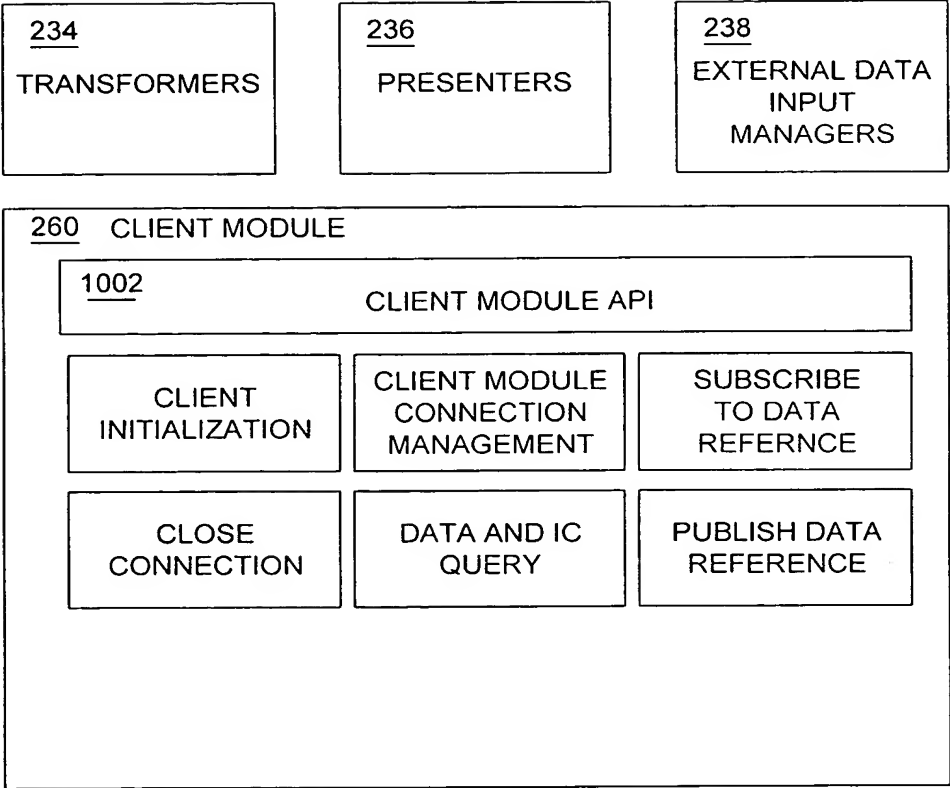 234
TRANSFORMERS
236
PRESENTERS
238
EXTERNAL DATA
INPUT
MANAGERS
260 CLIENT MODULE
1002
CLIENT MODULE API
CLIENT
INITIALIZATION
CLIENT MODULE
CONNECTION
MANAGEMENT
SUBSCRIBE
TO DATA
REFERNCE
CLOSE
CONNECTION
DATA AND IC
QUERY
PUBLISH DATA
REFERENCE